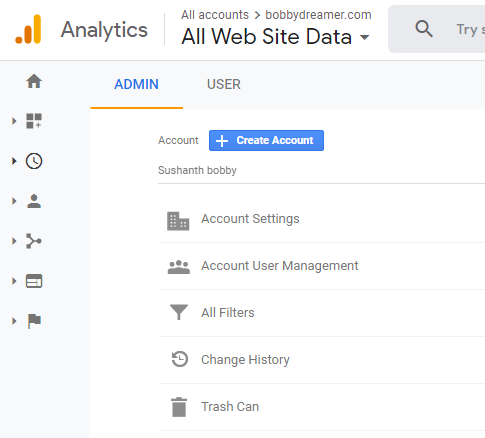 Analytics
All accounts > bobbydreamer.com
All Web Site Data
Try s
ADMIN
USER
Account
Create Account
Sushanth bobby
Account Settings
Account User Management
All Filters
Change History
Trash Can